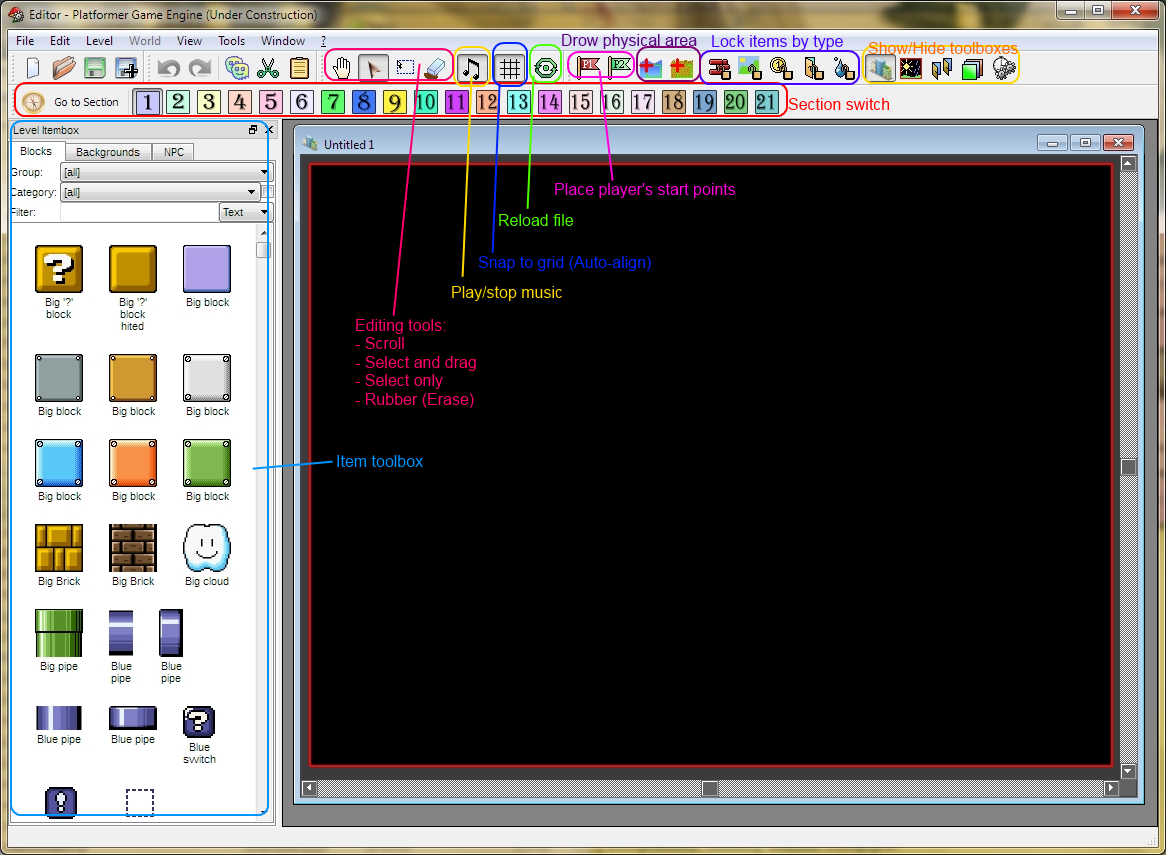 Editor - Platformer Game Engine (Under Construction)
File Edit Level World View Tools Window ?
Drow physical area
Lock items by type
Show/Hide toolboxes
P1 P2
Go to Section
1 2 3 4 5 6 7 8 9 10 11 12 13 14 15 16 17 18 19 20 21
Section switch
Level Itembox
Blocks Backgrounds NPC
Group: [all]
Category: [all]
Filter: Text
Untitled 1
Place player's start points
Reload file
Snap to grid (Auto-align)
Play/stop music
Editing tools:
- Scroll
- Select and drag
- Select only
- Rubber (Erase)
Item toolbox
?
Big '?'
block
Big '?'
block
hited
Big block
Big block
Big block
Big block
Big block
Big block
Big block
Big Brick
Big Brick
Big cloud
Big pipe
Blue
pipe
Blue
pipe
Blue pipe
Blue pipe
?
Blue
switch
!